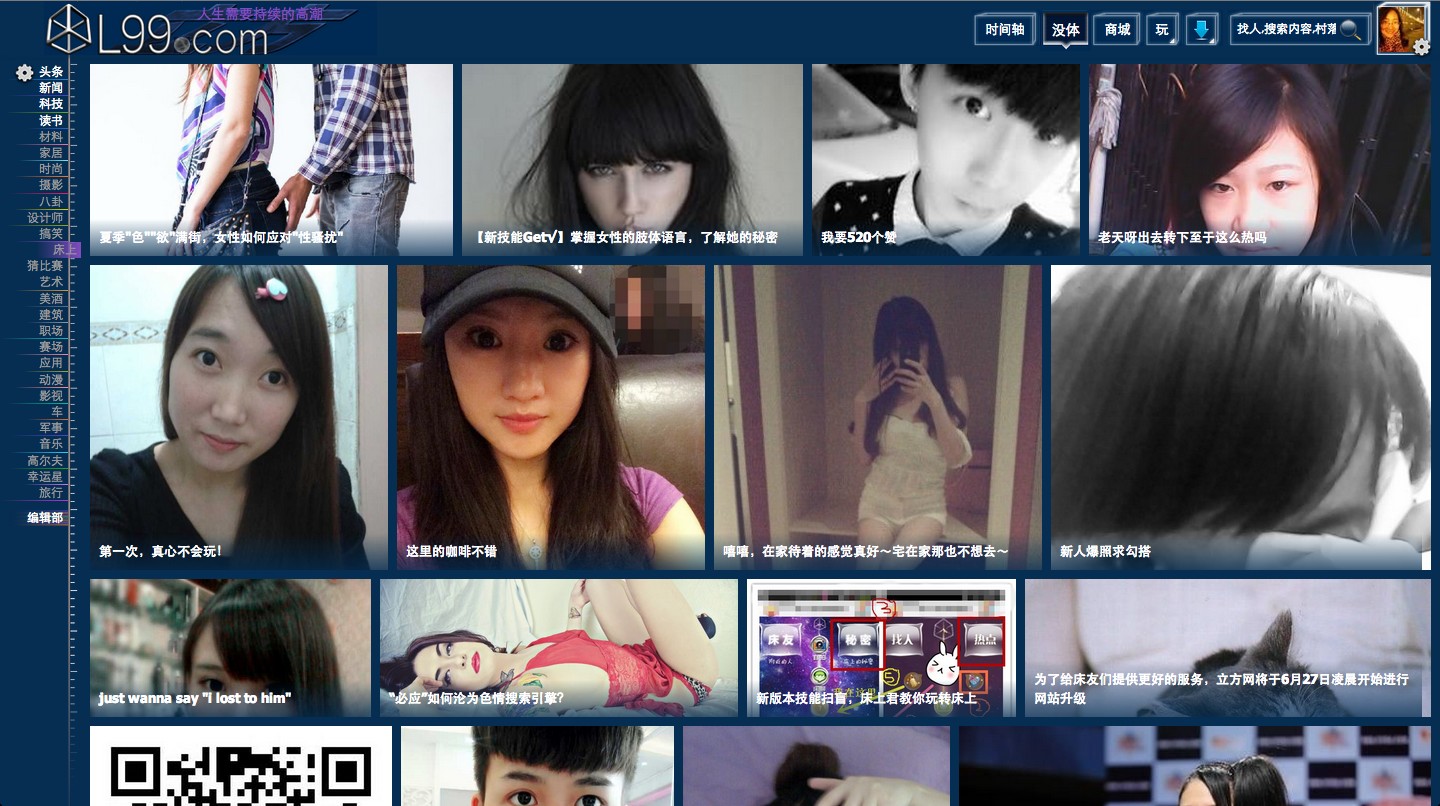 人生需要持续的高潮
L99.com
时间轴
没体
商城
玩
找人,搜索内容,村落
头条
新闻
科技
读书
材料
家居
时尚
摄影
八卦
设计师
搞笑
床上
猜比赛
艺术
美酒
建筑
职场
赛场
应用
动漫
影视
车
军事
音乐
高尔夫
幸运星
旅行
编辑部
夏季"色""欲"满街，女性如何应对"性骚扰"
【新技能Get√】掌握女性的肢体语言，了解她的秘密
我要520个赞
老天呀出去转下至于这么热吗
第一次，真心不会玩！
这里的咖啡不错
嘻嘻，在家待着的感觉真好～宅在家那也不想去～
新人爆照求勾搭
just wanna say "i lost to him"
“必应”如何沦为色情搜索引擎？
床友
秘密
找人
热点
新版本技能扫盲，床上君教你玩转床上
为了给床友们提供更好的服务，立方网将于6月27日凌晨开始进行
网站升级